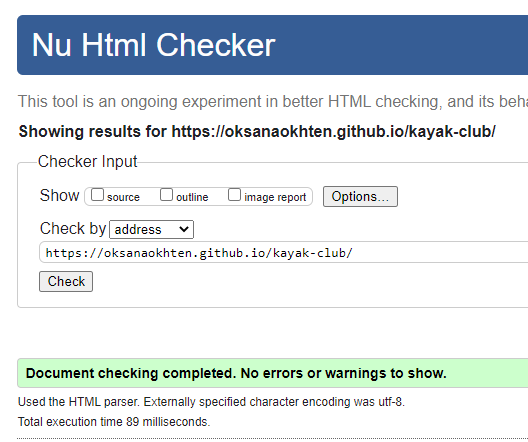 Nu Html Checker
This tool is an ongoing experiment in better HTML checking, and its
Showing results for https://oksanaokhten.github.io/kayak-club/
Checker Input
Show source outline image report Options...
Check by address
https://oksanaokhten.github.io/kayak-club/
Check
Document checking completed. No errors or warnings to show.
Used the HTML parser. Externally specified character encoding was utf-8.
Total execution time 89 milliseconds.